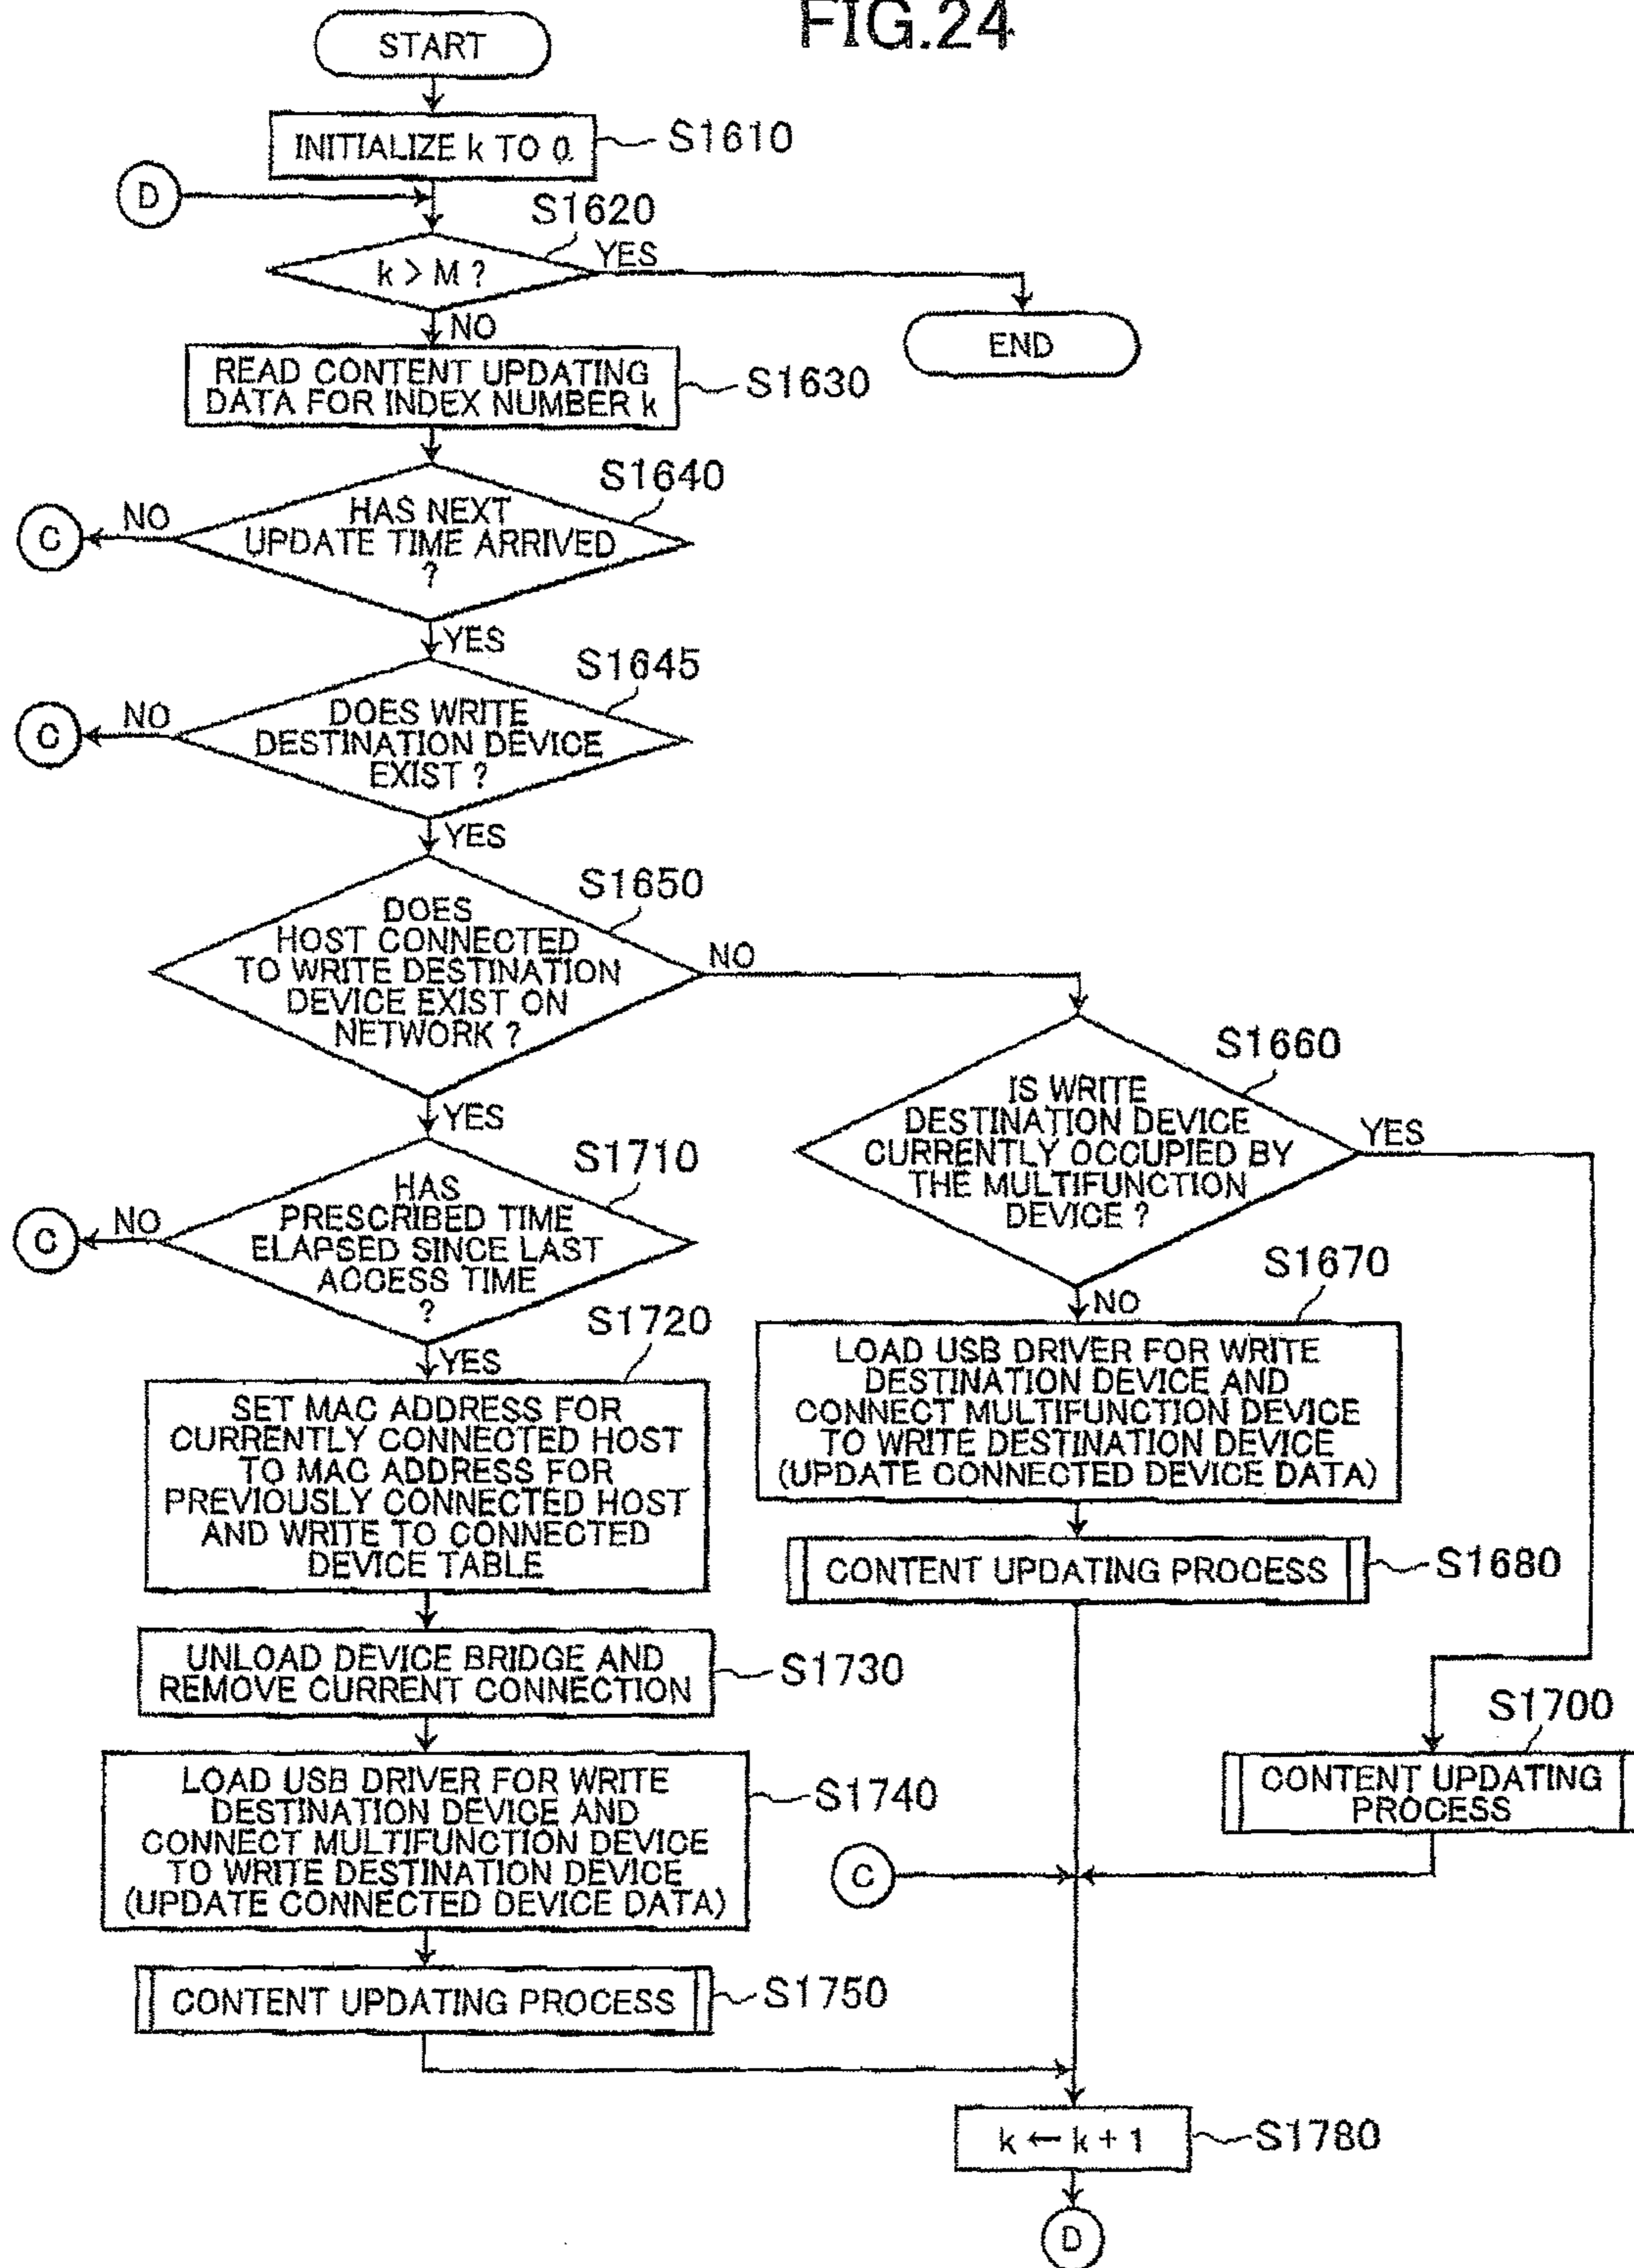 FIG.24
START
INITIALIZE k TO 0
S1610
D
S1620
k > M ?
YES
NO
END
READ CONTENT UPDATING
DATA FOR INDEX NUMBER k
S1630
S1640
HAS NEXT
UPDATE TIME ARRIVED
?
NO
C
YES
S1645
DOES WRITE
DESTINATION DEVICE
EXIST ?
NO
C
YES
S1650
DOES
HOST CONNECTED
TO WRITE DESTINATION
DEVICE EXIST ON
NETWORK ?
NO
YES
S1660
IS WRITE
DESTINATION DEVICE
CURRENTLY OCCUPIED BY
THE MULTIFUNCTION
DEVICE ?
YES
NO
S1710
HAS
PRESCRIBED TIME
ELAPSED SINCE LAST
ACCESS TIME
?
NO
C
YES
S1670
LOAD USB DRIVER FOR WRITE
DESTINATION DEVICE AND
CONNECT MULTIFUNCTION DEVICE
TO WRITE DESTINATION DEVICE
(UPDATE CONNECTED DEVICE DATA)
S1720
SET MAC ADDRESS FOR
CURRENTLY CONNECTED HOST
TO MAC ADDRESS FOR
PREVIOUSLY CONNECTED HOST
AND WRITE TO CONNECTED
DEVICE TABLE
CONTENT UPDATING PROCESS
S1680
UNLOAD DEVICE BRIDGE AND
REMOVE CURRENT CONNECTION
S1730
S1700
CONTENT UPDATING
PROCESS
LOAD USB DRIVER FOR WRITE
DESTINATION DEVICE AND
CONNECT MULTIFUNCTION DEVICE
TO WRITE DESTINATION DEVICE
(UPDATE CONNECTED DEVICE DATA)
S1740
C
CONTENT UPDATING PROCESS
S1750
k ← k + 1
S1780
D